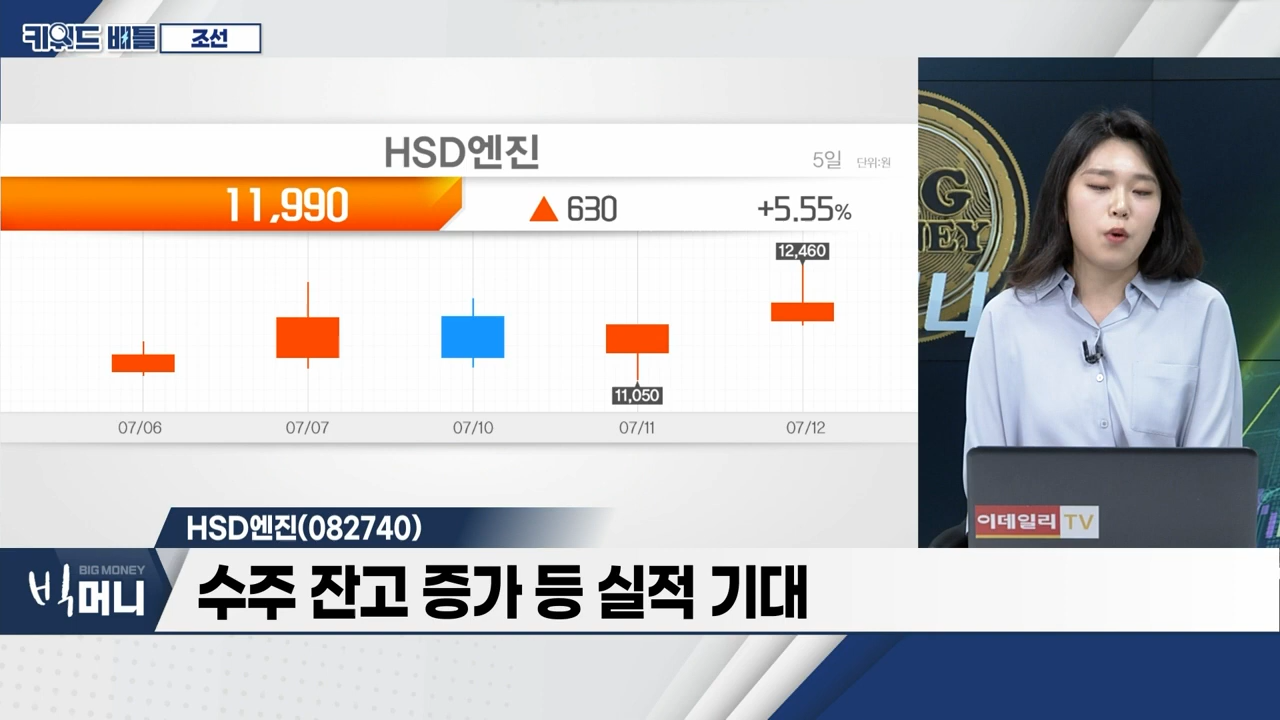 키워드 배틀 조선
HSD엔진
5일 단위:원
11,990 ▲ 630 +5.55%
12,460
11,050
07/06 07/07 07/10 07/11 07/12
HSD엔진(082740)
BIG MONEY
빅머니
수주 잔고 증가 등 실적 기대
이데일리 TV